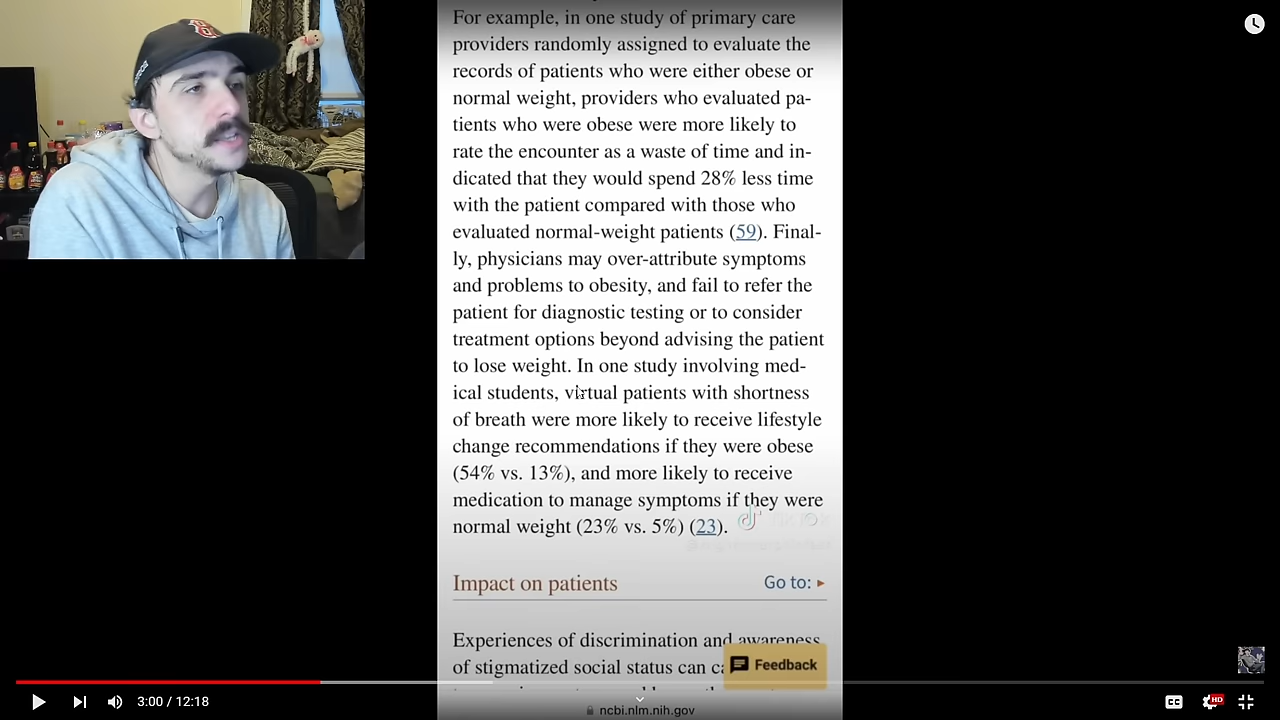 For example, in one study of primary care
providers randomly assigned to evaluate the
records of patients who were either obese or
normal weight, providers who evaluated pa-
tients who were obese were more likely to
rate the encounter as a waste of time and in-
dicated that they would spend 28% less time
with the patient compared with those who
evaluated normal-weight patients (59). Final-
ly, physicians may over-attribute symptoms
and problems to obesity, and fail to refer the
patient for diagnostic testing or to consider
treatment options beyond advising the patient
to lose weight. In one study involving med-
ical students, virtual patients with shortness
of breath were more likely to receive lifestyle
change recommendations if they were obese
(54% vs. 13%), and more likely to receive
medication to manage symptoms if they were
normal weight (23% vs. 5%) (23).
Impact on patients
Go to:
Experiences of discrimination and awareness
of stigmatized social status can
Feedback
ncbi.nlm.nih.gov
3:00 / 12:18
CC
HD